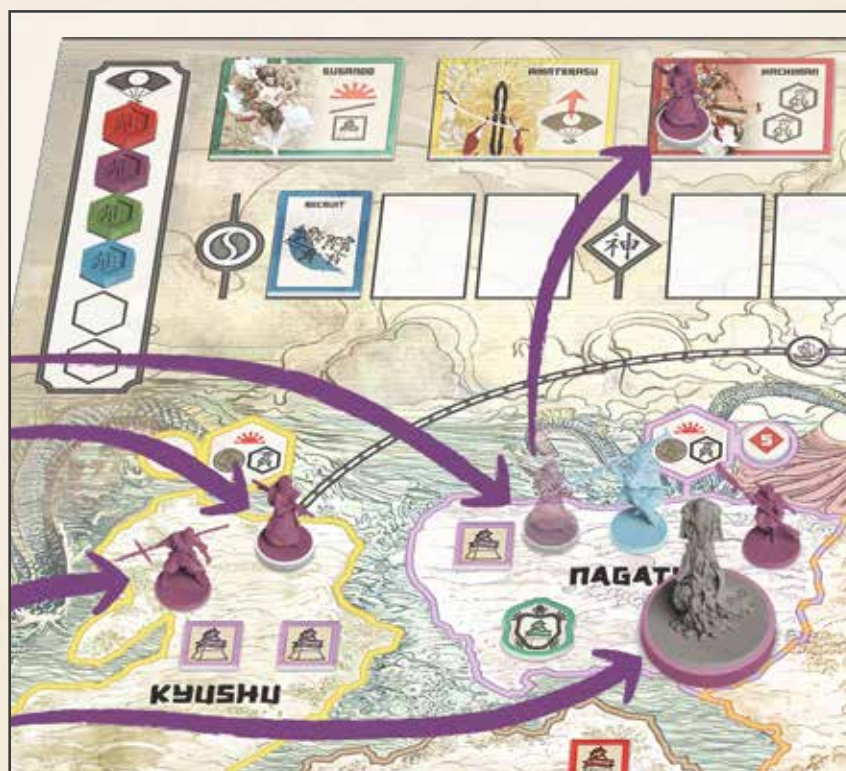 SUSANOO
AMATERASU
HACHIMAN
RECRUIT
神
5
NAGAT
KYUSHU